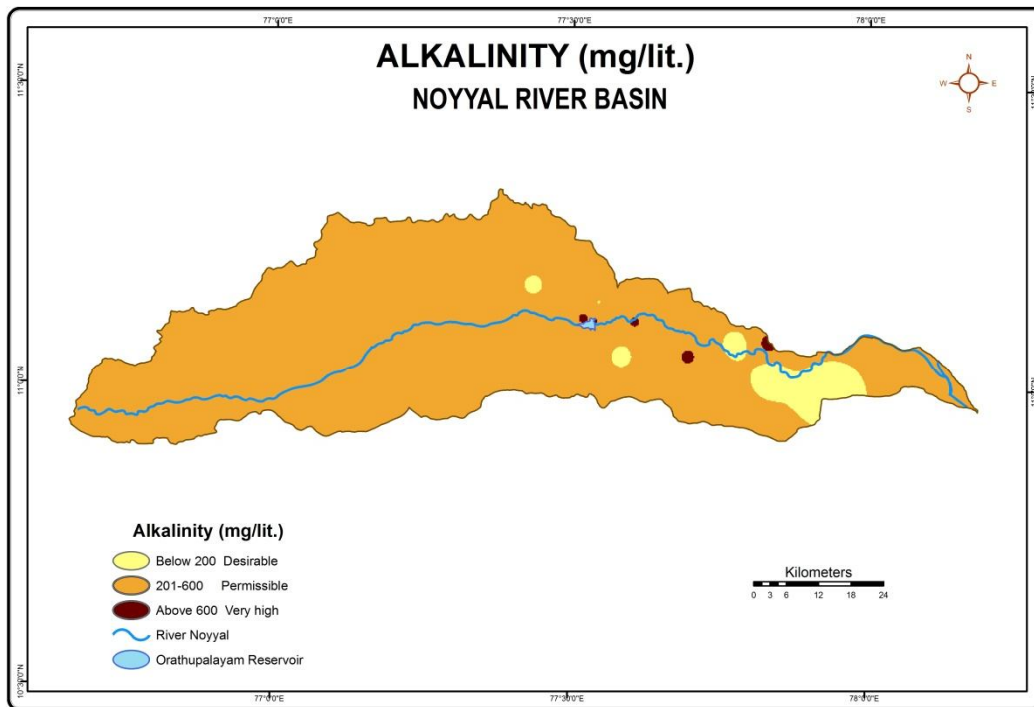 77°0'0"E 77°30'0"E 78°0'0"E
ALKALINITY (mg/lit.)
NOYYAL RIVER BASIN
N
W E
S
11°30'0"N
11°0'0"N
10°30'0"N
Alkalinity (mg/lit.)
Below 200 Desirable
201-600 Permissible
Above 600 Very high
River Noyyal
Orathupalayam Reservoir
Kilometers
0 3 6 12 18 24
77°0'0"E 77°30'0"E 78°0'0"E